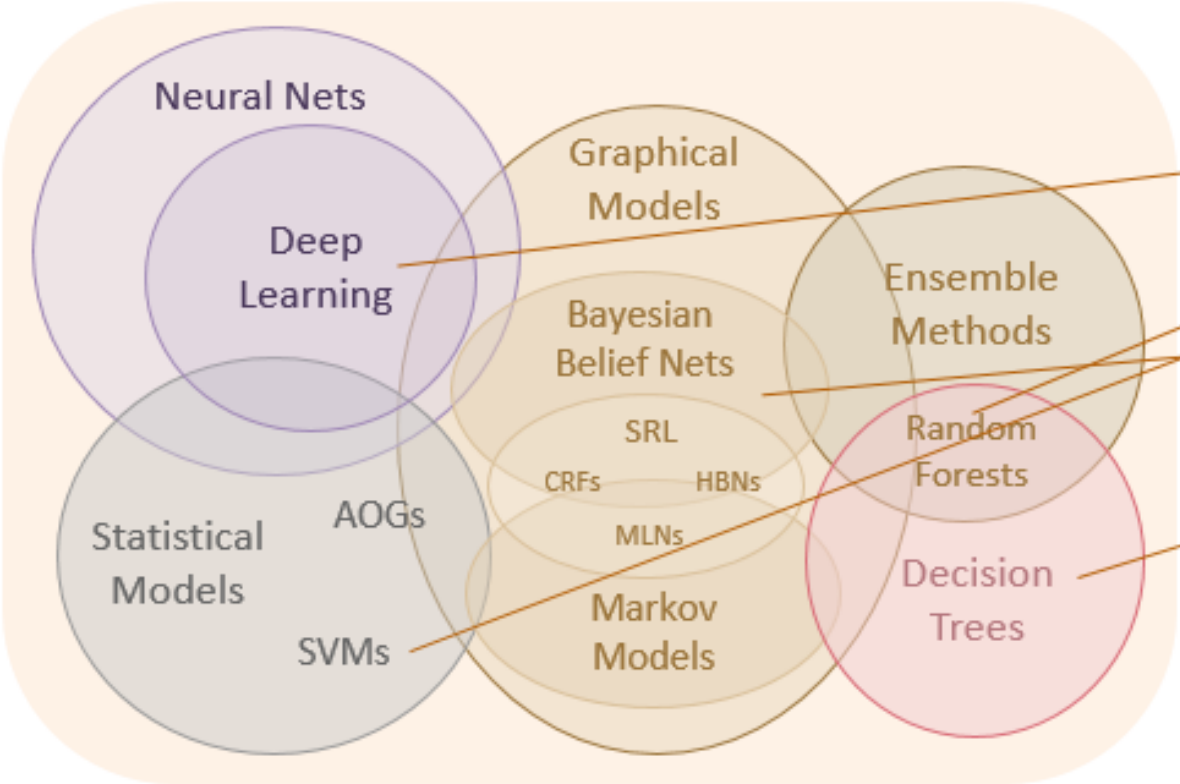 Neural Nets
Deep
Learning
Graphical
Models
Ensemble
Methods
Bayesian
Belief Nets
SRL
CRFs
HBNs
MLNs
Markov
Models
Random
Forests
Decision
Trees
AOGs
Statistical
Models
SVMs